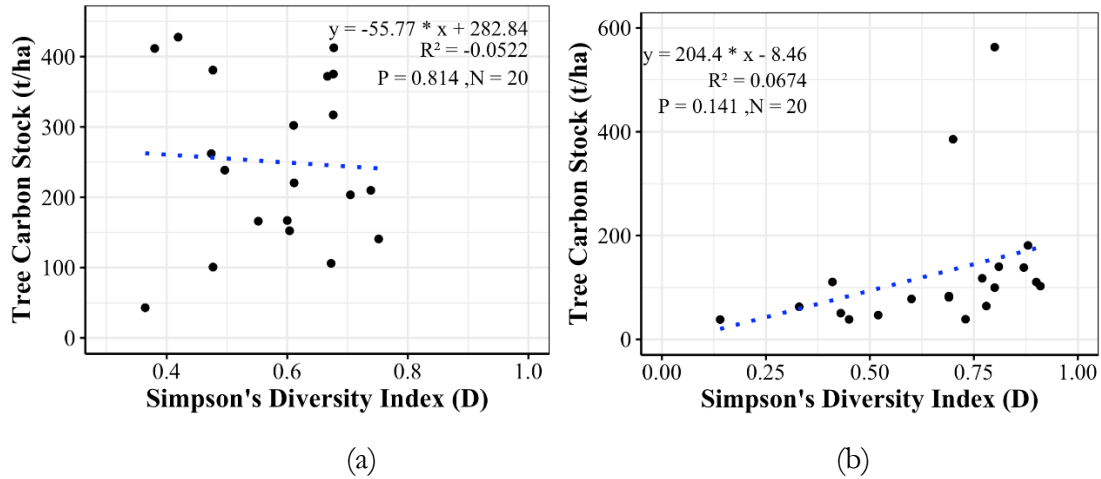 y = -55.77 * x + 282.84
R² = -0.0522
P = 0.814 ,N = 20
400
300
200
100
0
0.4
0.6
0.8
1.0
Tree Carbon Stock (t/ha)
Simpson's Diversity Index (D)
(a)
y = 204.4 * x - 8.46
R² = 0.0674
P = 0.141 ,N = 20
600
400
200
0
0.00
0.25
0.50
0.75
1.00
Tree Carbon Stock (t/ha)
Simpson's Diversity Index (D)
(b)